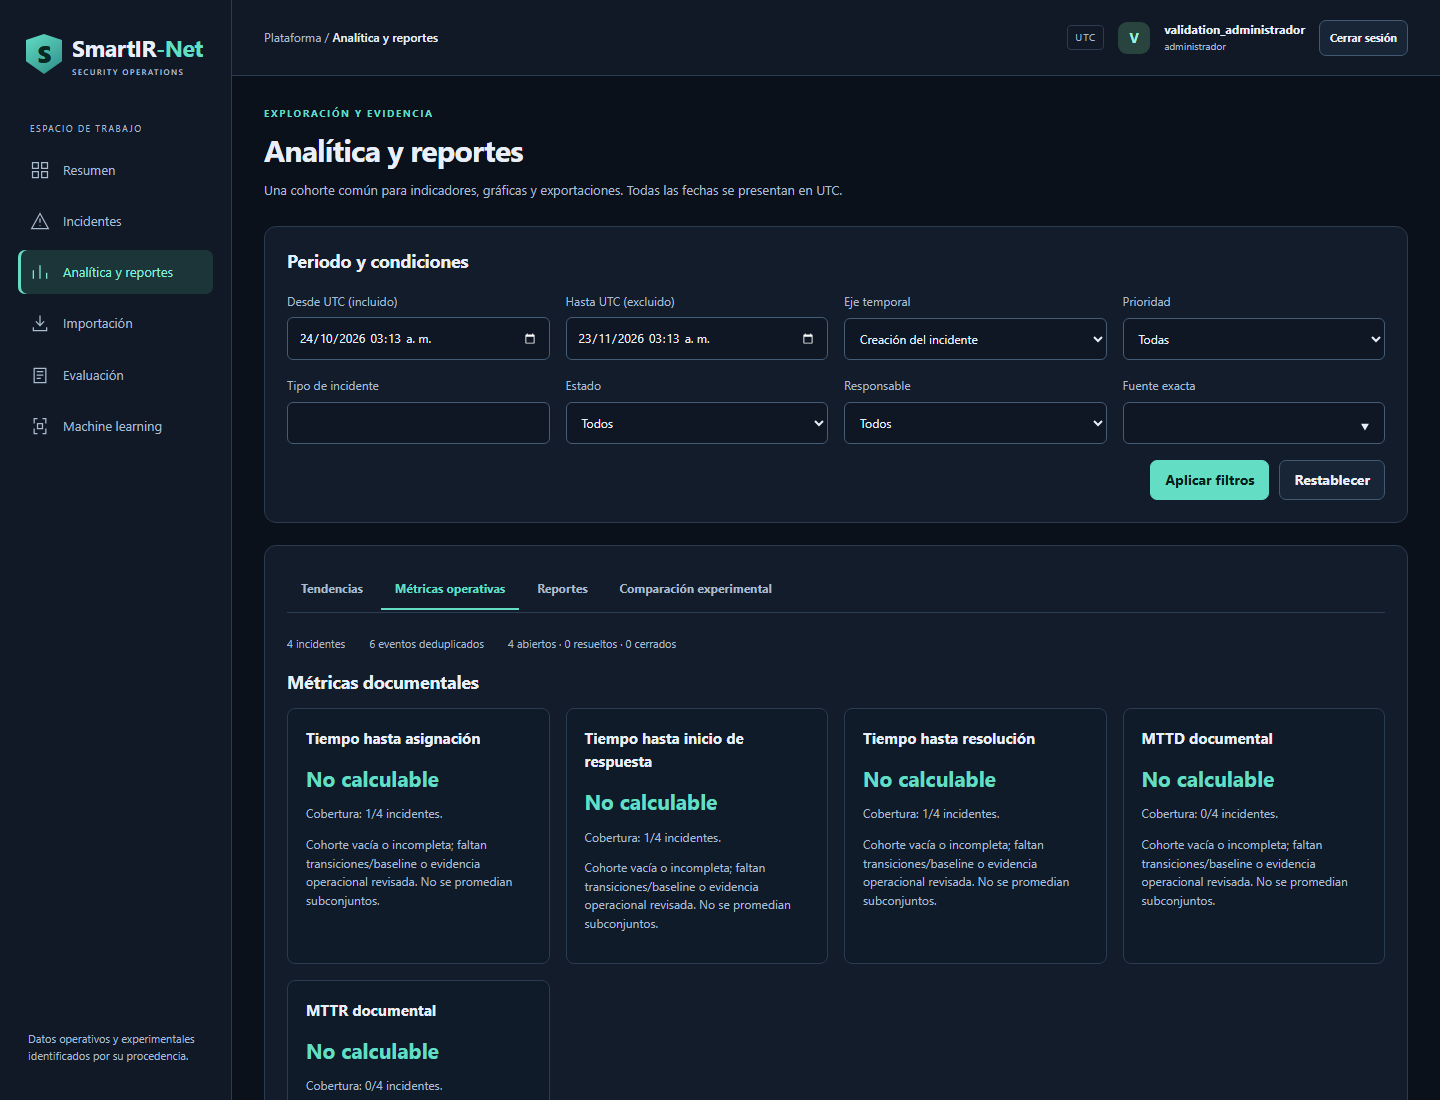 S
SmartIR-Net
SECURITY OPERATIONS
ESPACIO DE TRABAJO
Resumen
Incidentes
Analítica y reportes
Importación
Evaluación
Machine learning
Datos operativos y experimentales
identificados por su procedencia.
Plataforma / Analítica y reportes
UTC
V
validation_administrador
administrador
Cerrar sesión
EXPLORACIÓN Y EVIDENCIA
Analítica y reportes
Una cohorte común para indicadores, gráficas y exportaciones. Todas las fechas se presentan en UTC.
Periodo y condiciones
Desde UTC (incluido)
24/10/2026 03:13 a. m.
Hasta UTC (excluido)
23/11/2026 03:13 a. m.
Eje temporal
Creación del incidente
Prioridad
Todas
Tipo de incidente
Estado
Todos
Responsable
Todos
Fuente exacta
Aplicar filtros
Restablecer
Tendencias
Métricas operativas
Reportes
Comparación experimental
4 incidentes
6 eventos deduplicados
4 abiertos · 0 resueltos · 0 cerrados
Métricas documentales
Tiempo hasta asignación
No calculable
Cobertura: 1/4 incidentes.
Cohorte vacía o incompleta; faltan
transiciones/baseline o evidencia
operacional revisada. No se promedian
subconjuntos.
Tiempo hasta inicio de
respuesta
No calculable
Cobertura: 1/4 incidentes.
Cohorte vacía o incompleta; faltan
transiciones/baseline o evidencia
operacional revisada. No se promedian
subconjuntos.
Tiempo hasta resolución
No calculable
Cobertura: 1/4 incidentes.
Cohorte vacía o incompleta; faltan
transiciones/baseline o evidencia
operacional revisada. No se promedian
subconjuntos.
MTTD documental
No calculable
Cobertura: 0/4 incidentes.
Cohorte vacía o incompleta; faltan
transiciones/baseline o evidencia
operacional revisada. No se promedian
subconjuntos.
MTTR documental
No calculable
Cobertura: 0/4 incidentes.